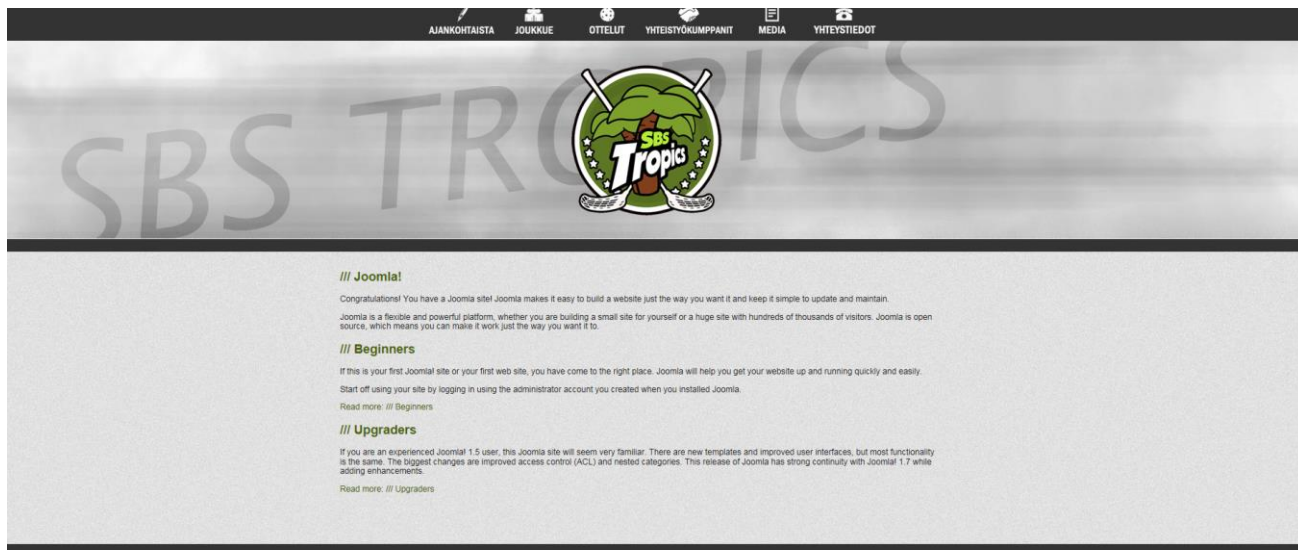 AJANKOHTAISTA JOUKKUE OTTELUT YHTEISTYÖKUMPPANIT MEDIA YHTEYSTIEDOT
SBS TROPICS
SBS
Tropics
/// Joomla!
Congratulations! You have a Joomla site! Joomla makes it easy to build a website just the way you want it and keep it simple to update and maintain.
Joomla is a flexible and powerful platform, whether you are building a small site for yourself or a huge site with hundreds of thousands of visitors. Joomla is open
source, which means you can make it work just the way you want it to.
/// Beginners
If this is your first Joomla! site or your first web site, you have come to the right place. Joomla will help you get your website up and running quickly and easily.
Start off using your site by logging in using the administrator account you created when you installed Joomla.
Read more: /// Beginners
/// Upgraders
If you are an experienced Joomla! 1.5 user, this Joomla site will seem very familiar. There are new templates and improved user interfaces, but most functionality
is the same. The biggest changes are improved access control (ACL) and nested categories. This release of Joomla has strong continuity with Joomla! 1.7 while
adding enhancements.
Read more: /// Upgraders